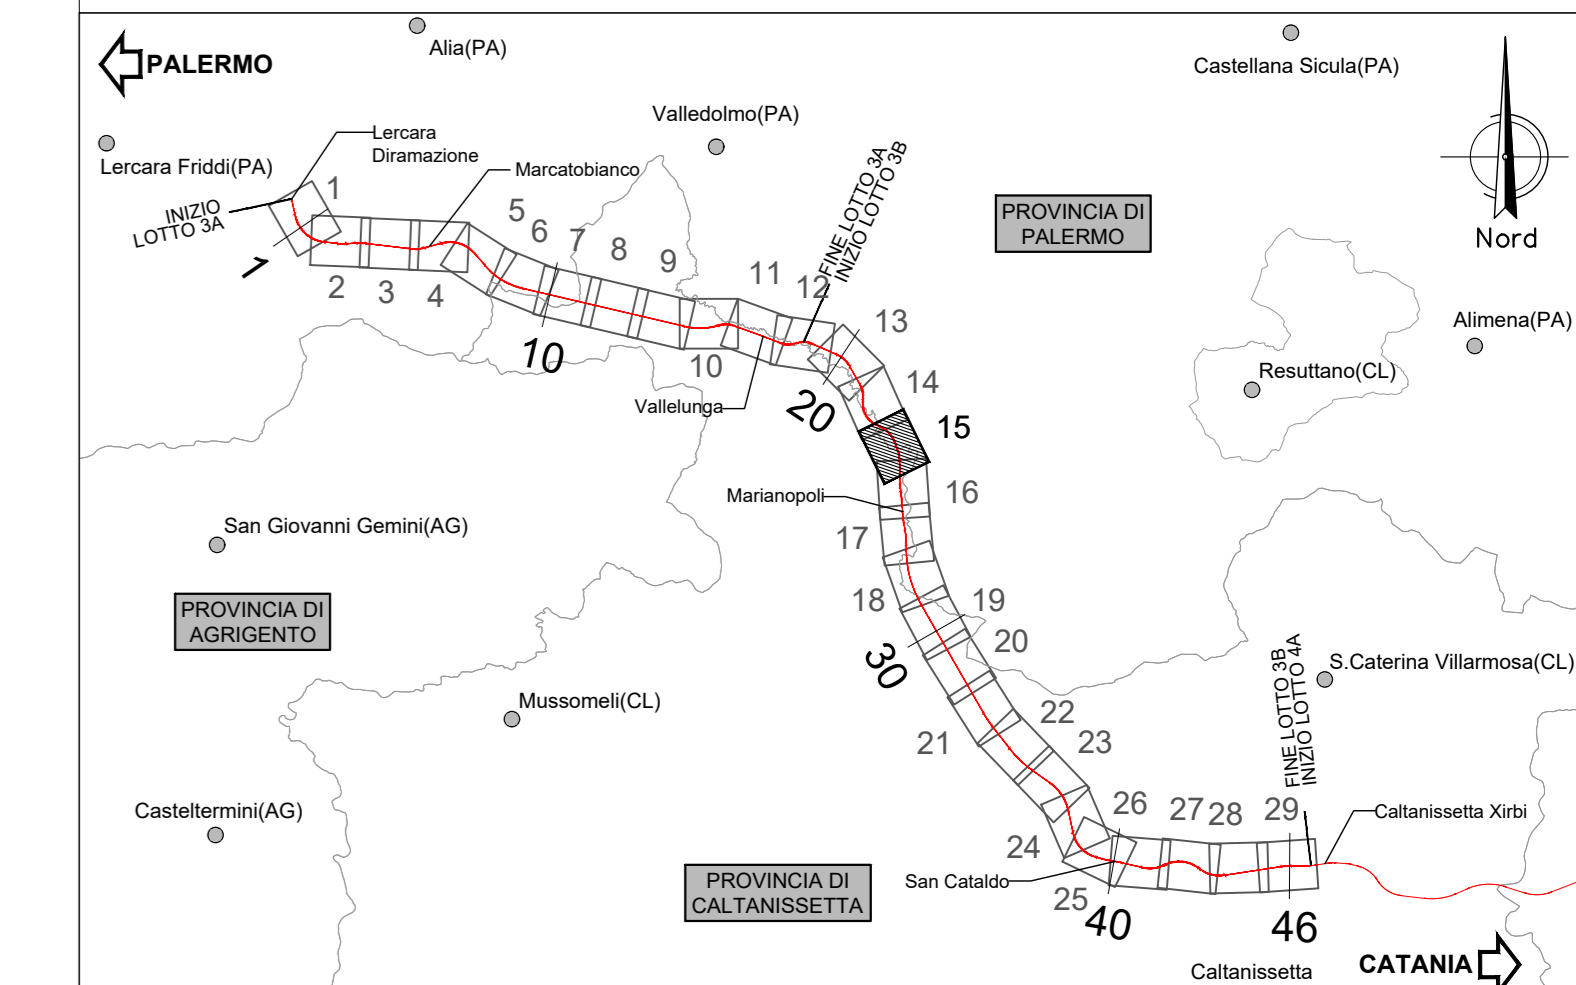 Alia(PA)
PALERMO
Castellana Sicula(PA)
Valledolmo(PA)
Lercara
Diramazione
Lercara Friddi(PA)
Marcatobianco
INIZIO
LOTTO 3A
FINE LOTTO 3A
INIZIO LOTTO 3B
PROVINCIA DI
PALERMO
Nord
1
1
2
3
4
5
6
7
8
9
10
10
11
12
13
14
15
Vallelunga
20
Alimena(PA)
Resuttano(CL)
Marianopoli
16
17
San Giovanni Gemini(AG)
PROVINCIA DI
AGRIGENTO
18
19
20
30
FINE LOTTO 3B
INIZIO LOTTO 4A
S.Caterina Villarmosa(CL)
Mussomeli(CL)
21
22
23
Casteltermini(AG)
24
25
26
27
28
29
Caltanissetta Xirbi
San Cataldo
PROVINCIA DI
CALTANISSETTA
40
46
Caltanissetta
CATANIA